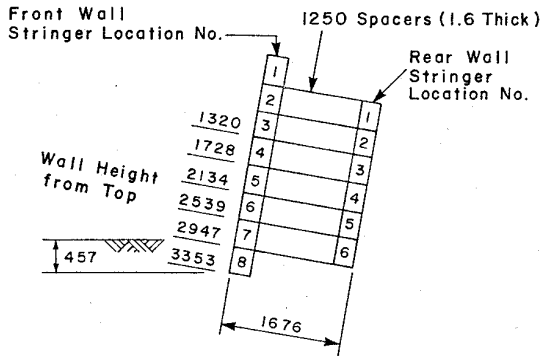 Front Wall
Stringer Location No.
1250 Spacers (1.6 Thick)
Rear Wall
Stringer
Location No.
1
2
3
4
5
6
7
8
1
2
3
4
5
6
Wall Height
from Top
1320
1728
2134
2539
2947
3353
457
1676